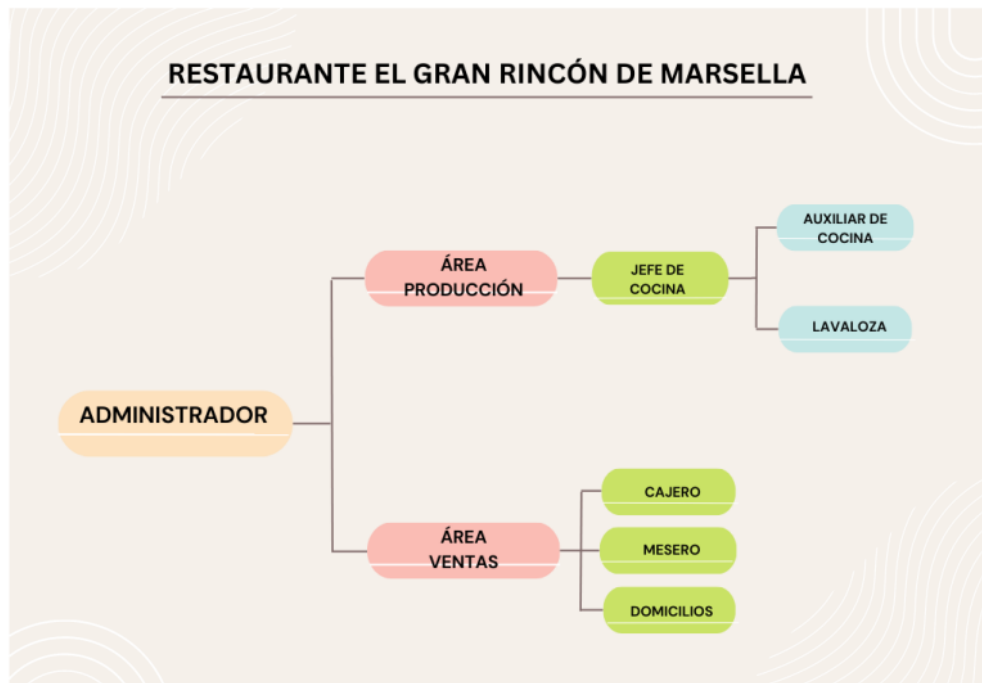 RESTAURANTE EL GRAN RINCÓN DE MARSELLA
AUXILIAR DE
COCINA
ÁREA
PRODUCCIÓN
JEFE DE
COCINA
LAVALOZA
ADMINISTRADOR
CAJERO
ÁREA
VENTAS
MESERO
DOMICILIOS